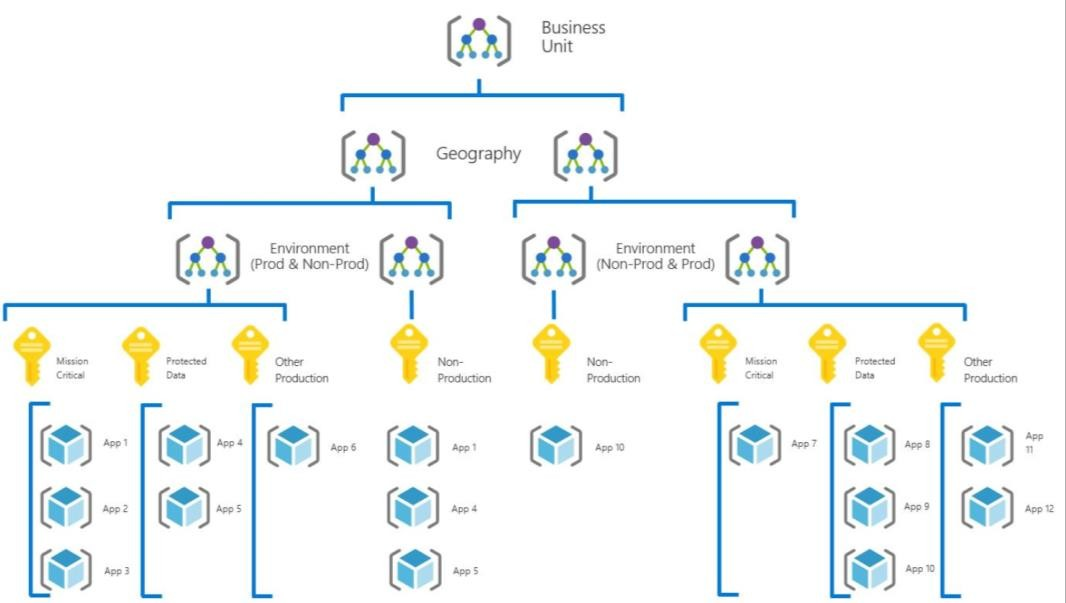 Business
Unit
Geography
Environment
(Prod & Non-Prod)
Environment
(Non-Prod & Prod)
Mission
Critical
Protected
Data
Other
Production
Non-
Production
Non-
Production
Mission
Critical
Protected
Data
Other
Production
App 1
App 4
App 6
App 1
App 10
App 7
App 8
App
11
App 2
App 5
App 4
App 9
App 12
App 3
App 5
App 10